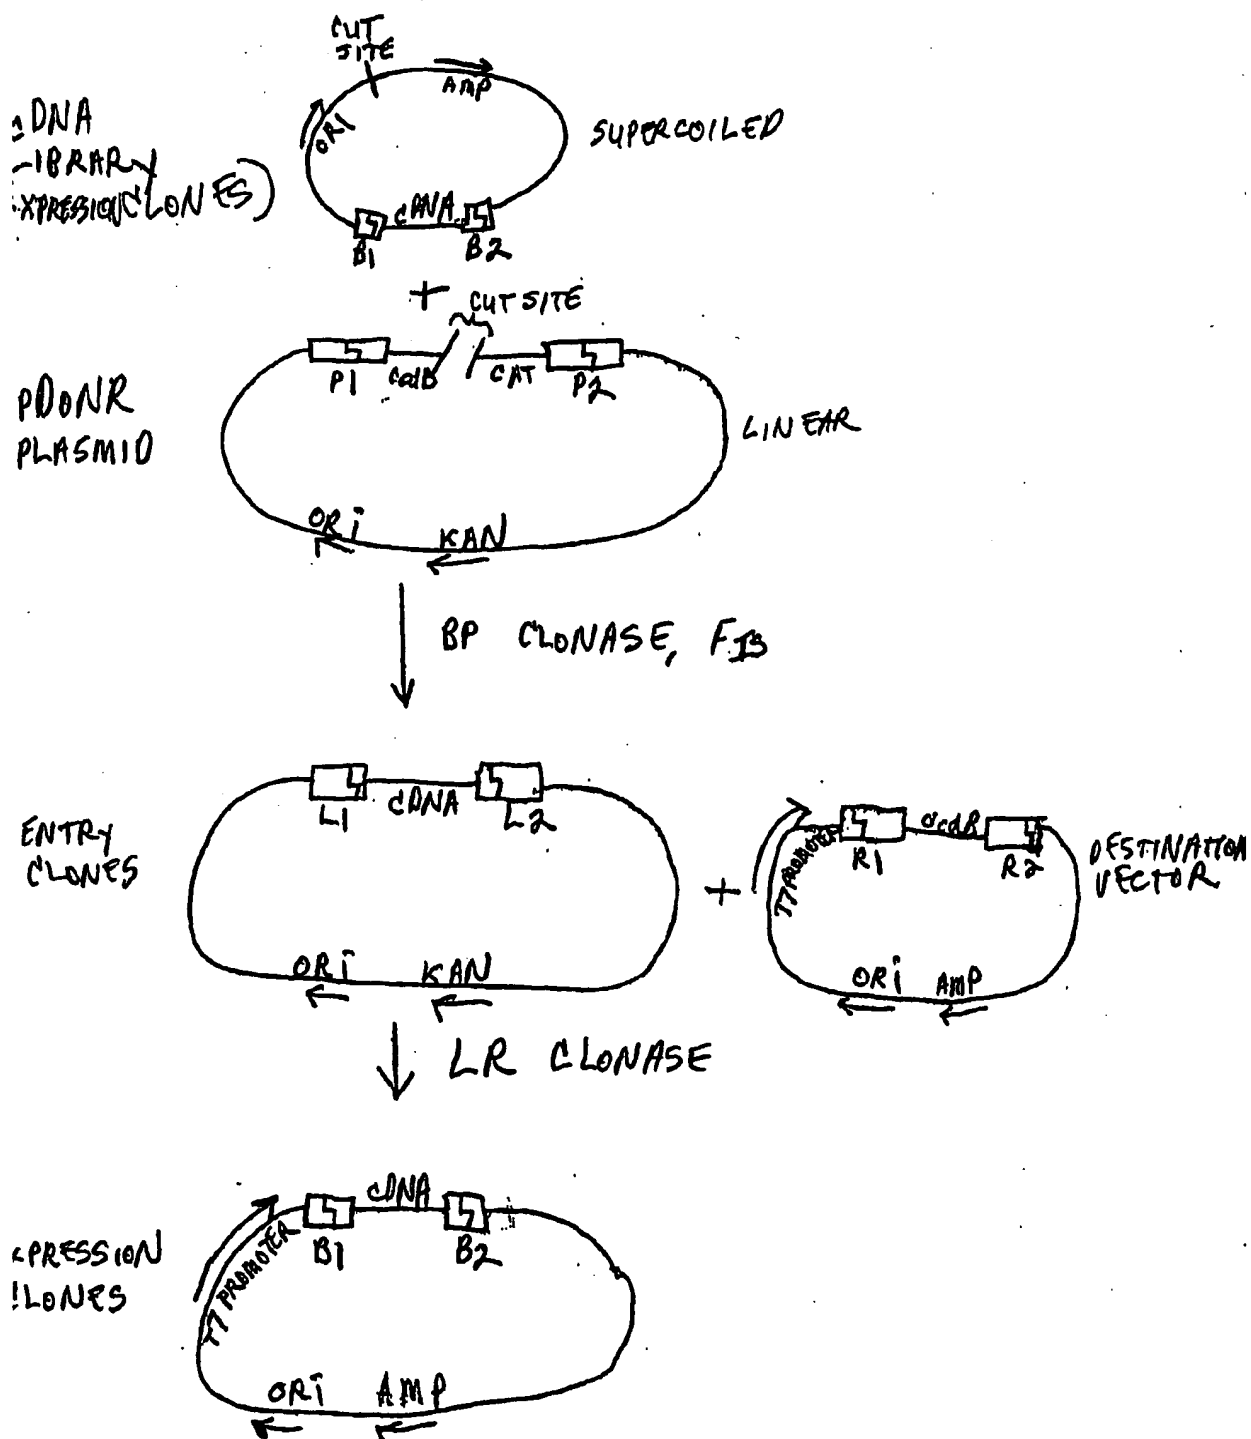 CUT
SITE
AMP
ORI
DNA
SUPERCOILED
CLONES)
cDNA
B1
B2
+
CUT SITE
P1
ccdB
CAT
P2
pDONR
PLASMID
LINEAR
ORi
KAN
BP CLONASE, FIS
L1
cDNA
L2
ENTRY
CLONES
+
T7 PROMOTER
R1
ccdB
R2
DESTINATION
VECTOR
ORi
KAN
ORi
AMP
LR CLONASE
cDNA
T7 PROMOTER
B1
B2
PRESSION
LONES
ORi
AMP